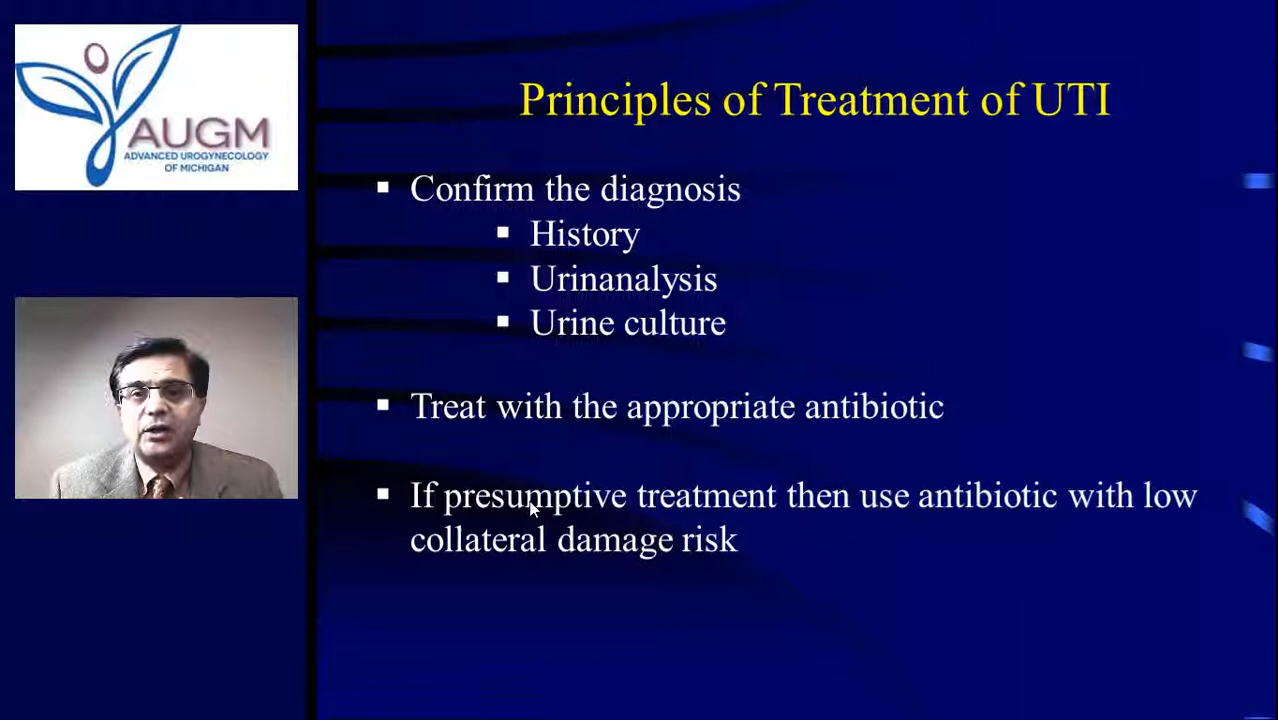 AUGM
ADVANCED UROGYNECOLOGY
OF MICHIGAN
Principles of Treatment of UTI
Confirm the diagnosis
History
Urinanalysis
Urine culture
Treat with the appropriate antibiotic
If presumptive treatment then use antibiotic with low
collateral damage risk